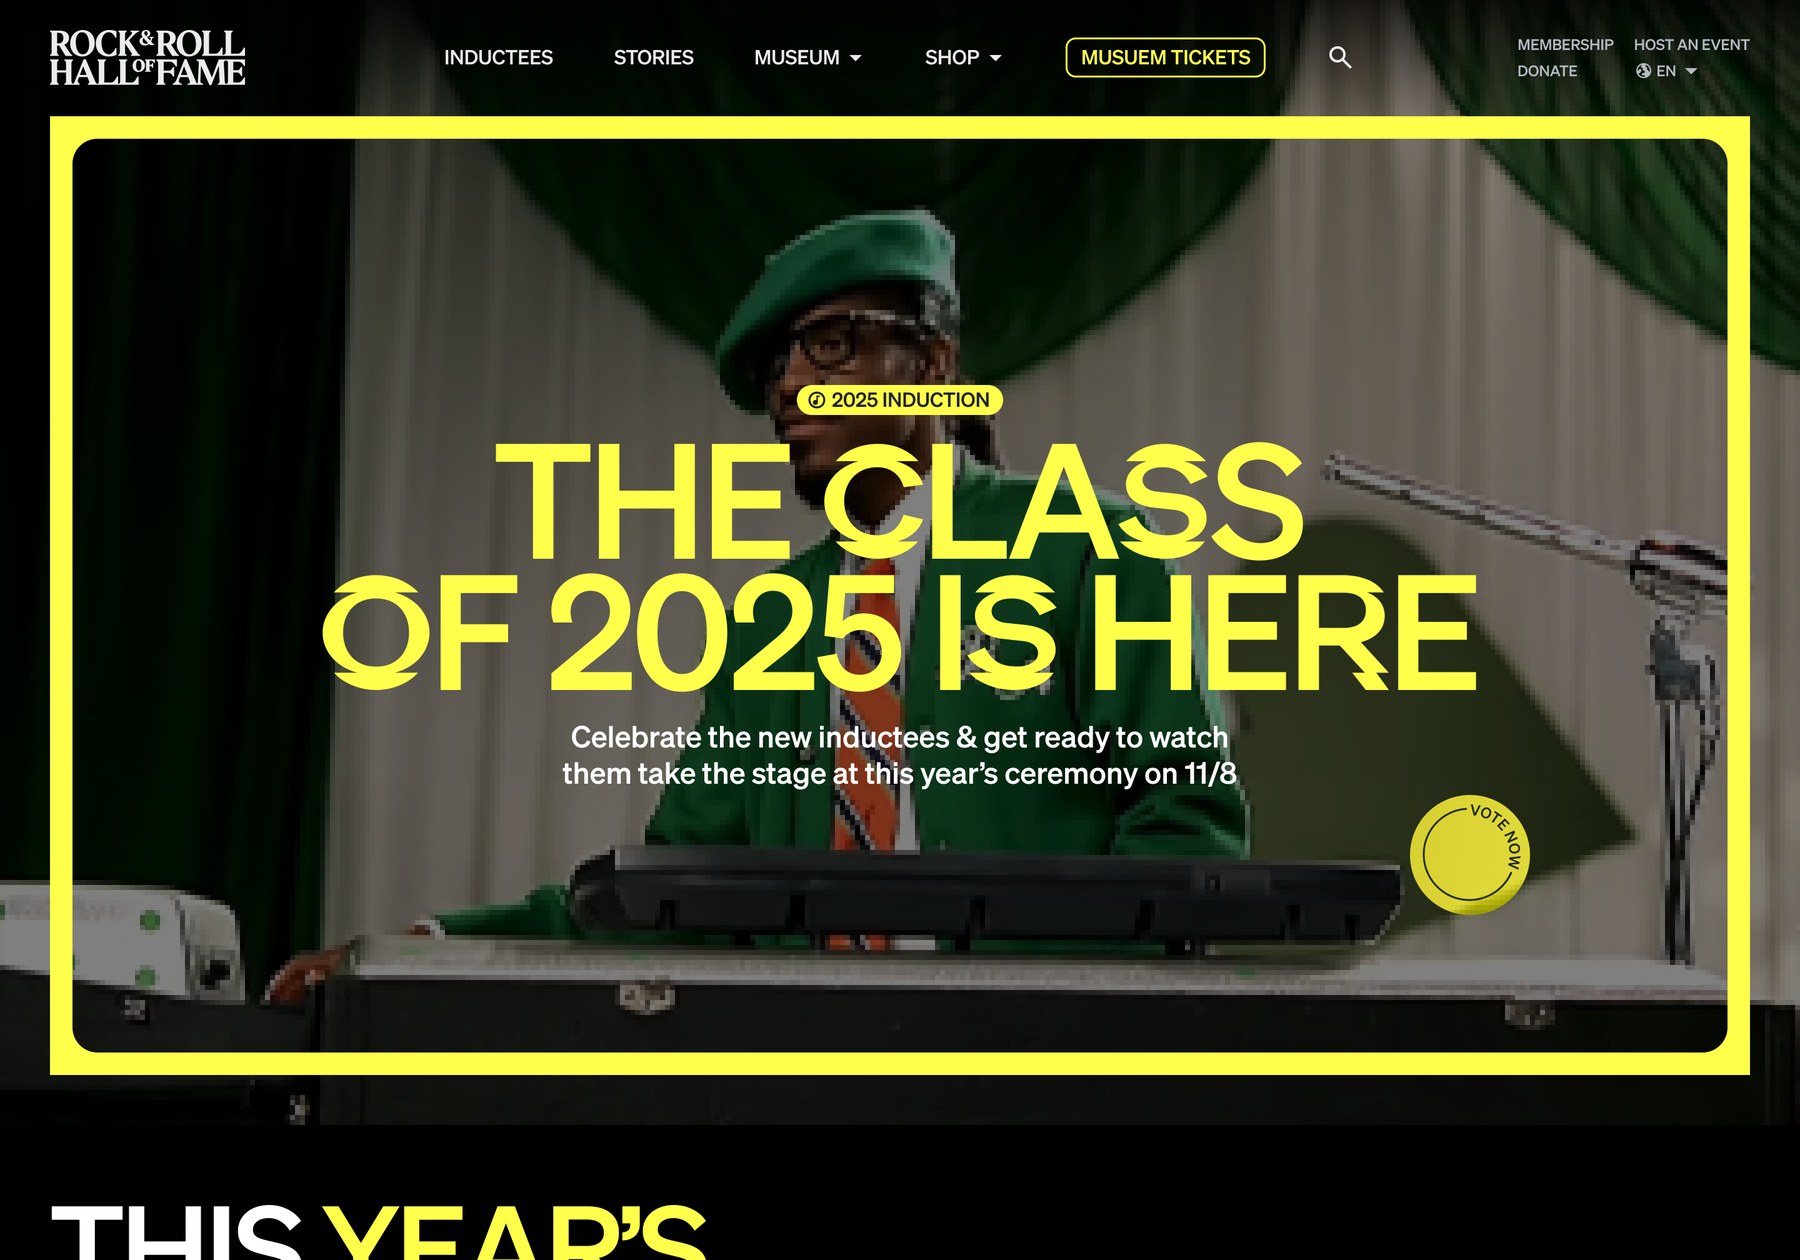 ROCK&ROLL
HALL OF FAME
INDUCTEES
STORIES
MUSEUM
SHOP
MUSUEM TICKETS
MEMBERSHIP
HOST AN EVENT
DONATE
EN
2025 INDUCTION
THE CLASS
OF 2025 IS HERE
Celebrate the new inductees & get ready to watch
them take the stage at this year’s ceremony on 11/8
VOTE NOW
THIS YEAR’S